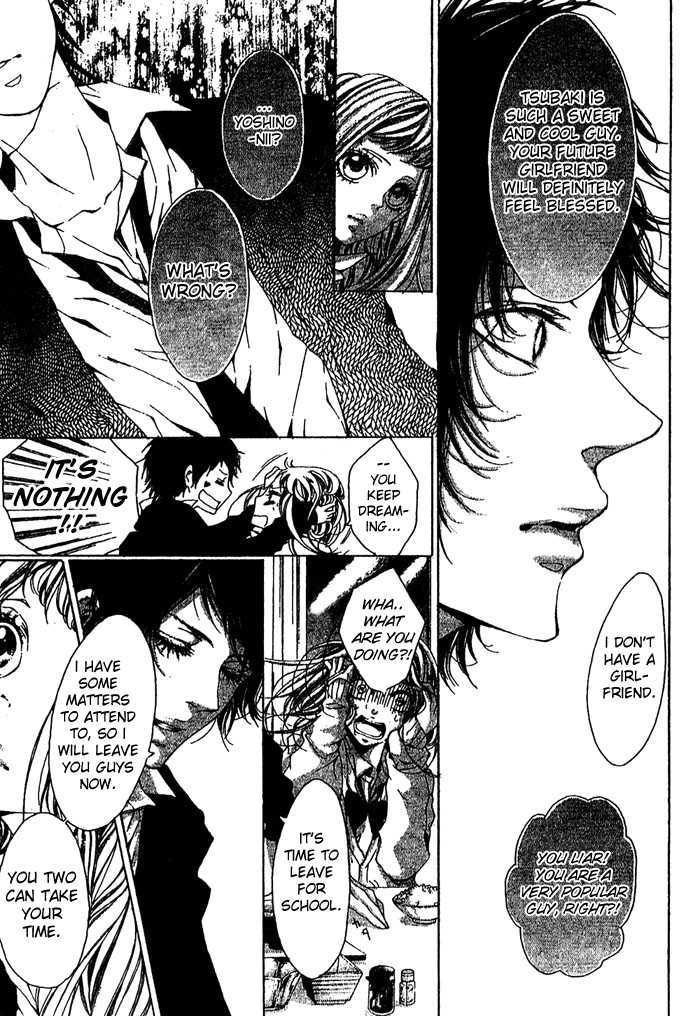 TSUBAKI IS
SUCH A SWEET
AND COOL GUY.
YOUR FUTURE
GIRLFRIEND
WILL DEFINITELY
FEEL BLESSED.
I DON'T
HAVE A
GIRL-
FRIEND.
YOU LIAR!
YOU ARE A
VERY POPULAR
GUY, RIGHT?!
...
YOSHINO
-NII?
WHAT'S
WRONG?
--
YOU
KEEP
DREAM-
ING...
IT'S
NOTHING
!!
WHA..
WHAT
ARE YOU
DOING?!
IT'S
TIME TO
LEAVE
FOR
SCHOOL.
I HAVE
SOME
MATTERS
TO ATTEND
TO, SO I
WILL LEAVE
YOU GUYS
NOW.
YOU TWO
CAN TAKE
YOUR
TIME.